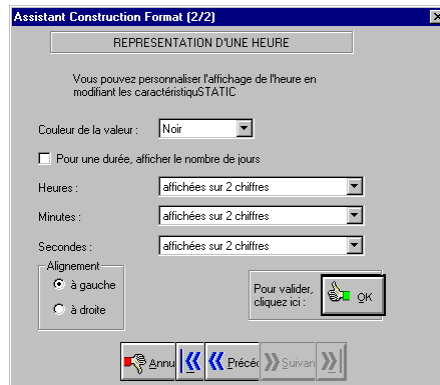 Assistant Construction Format (2/2)
REPRESENTATION D'UNE HEURE
Vous pouvez personnaliser l'affichage de l'heure en
modifiant les caractéristiquSTATIC
Couleur de la valeur : Noir
Pour une durée, afficher le nombre de jours
Heures : affichées sur 2 chiffres
Minutes : affichées sur 2 chiffres
Secondes : affichées sur 2 chiffres
Alignement
à gauche
à droite
Pour valider,
cliquez ici :
OK
Annu Précéd Suivan